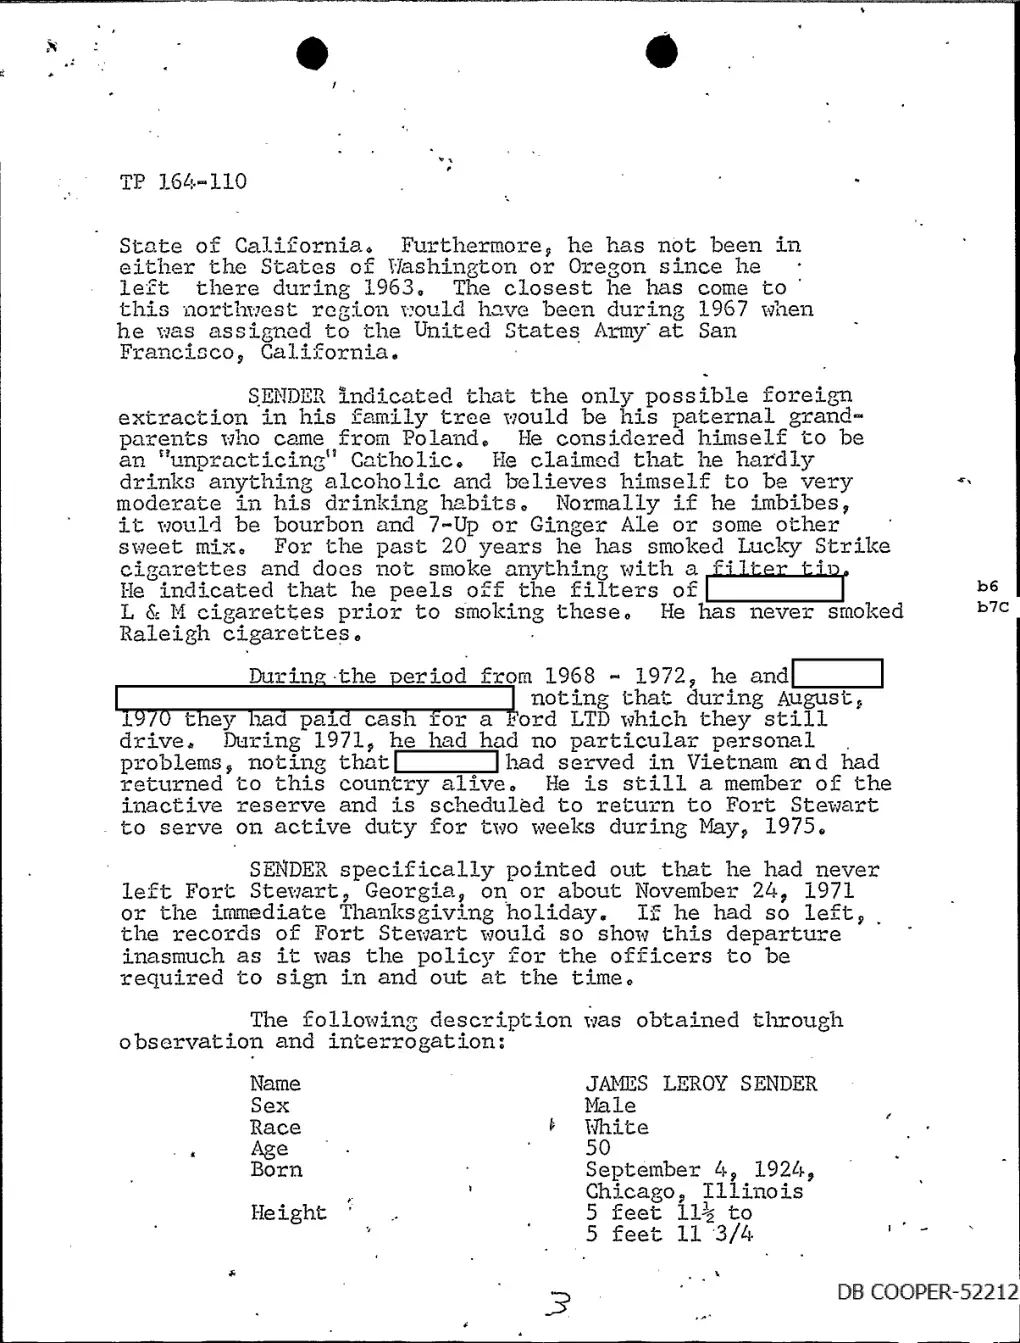 TP 164-110
State of California. Furthermore, he has not been in
either the States of Washington or Oregon since he
left there during 1963. The closest he has come to
this northwest region would have been during 1967 when
he was assigned to the United States Army at San
Francisco, California.
SENDER indicated that the only possible foreign
extraction in his family tree would be his paternal grand-
parents who came from Poland. He considered himself to be
an "unpracticing" Catholic. He claimed that he hardly
drinks anything alcoholic and believes himself to be very
moderate in his drinking habits. Normally if he imbibes,
it would be bourbon and 7-Up or Ginger Ale or some other
sweet mix. For the past 20 years he has smoked Lucky Strike
cigarettes and does not smoke anything with a filter tip.
He indicated that he peels off the filters of
b6
L & M cigarettes prior to smoking these. He has never smoked
b7C
Raleigh cigarettes.
During the period from 1968 - 1972, he and
noting that during August,
1970 they had paid cash for a Ford LTD which they still
drive. During 1971, he had had no particular personal
problems, noting that had served in Vietnam and had
returned to this country alive. He is still a member of the
inactive reserve and is scheduled to return to Fort Stewart
to serve on active duty for two weeks during May, 1975.
SENDER specifically pointed out that he had never
left Fort Stewart, Georgia, on or about November 24, 1971
or the immediate Thanksgiving holiday. If he had so left,
the records of Fort Stewart would so show this departure
inasmuch as it was the policy for the officers to be
required to sign in and out at the time.
The following description was obtained through
observation and interrogation:
Name JAMES LEROY SENDER
Sex Male
Race White
Age 50
Born September 4, 1924,
Chicago, Illinois
Height 5 feet 11½ to
5 feet 11 3/4
3
DB COOPER-52212